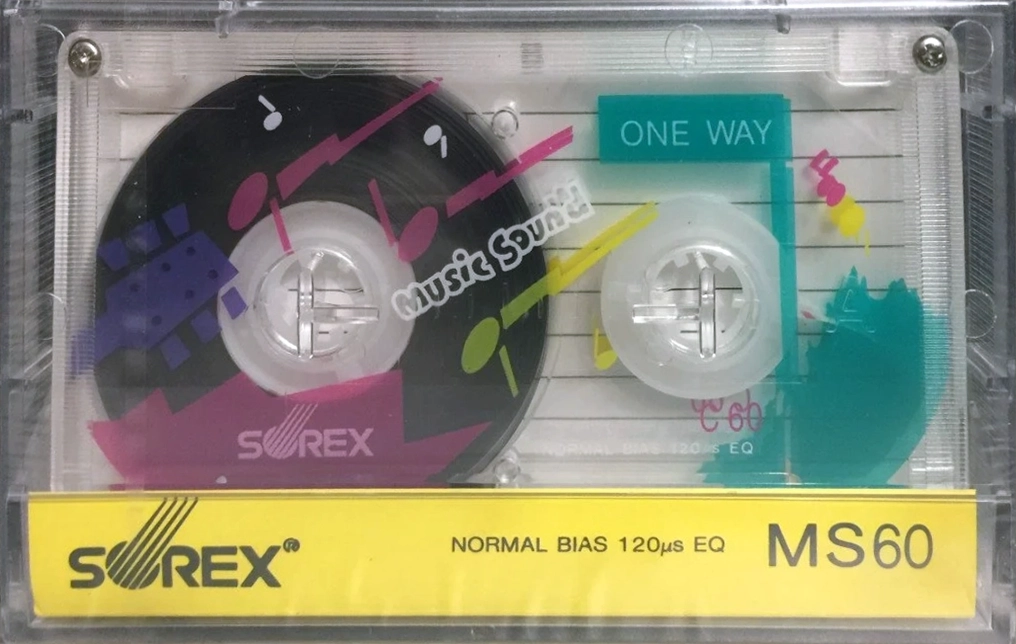 ONE WAY
Music Sound
C 60
SOREX
NORMAL BIAS 120µs EQ
SOREX®
NORMAL BIAS 120µs EQ
MS60